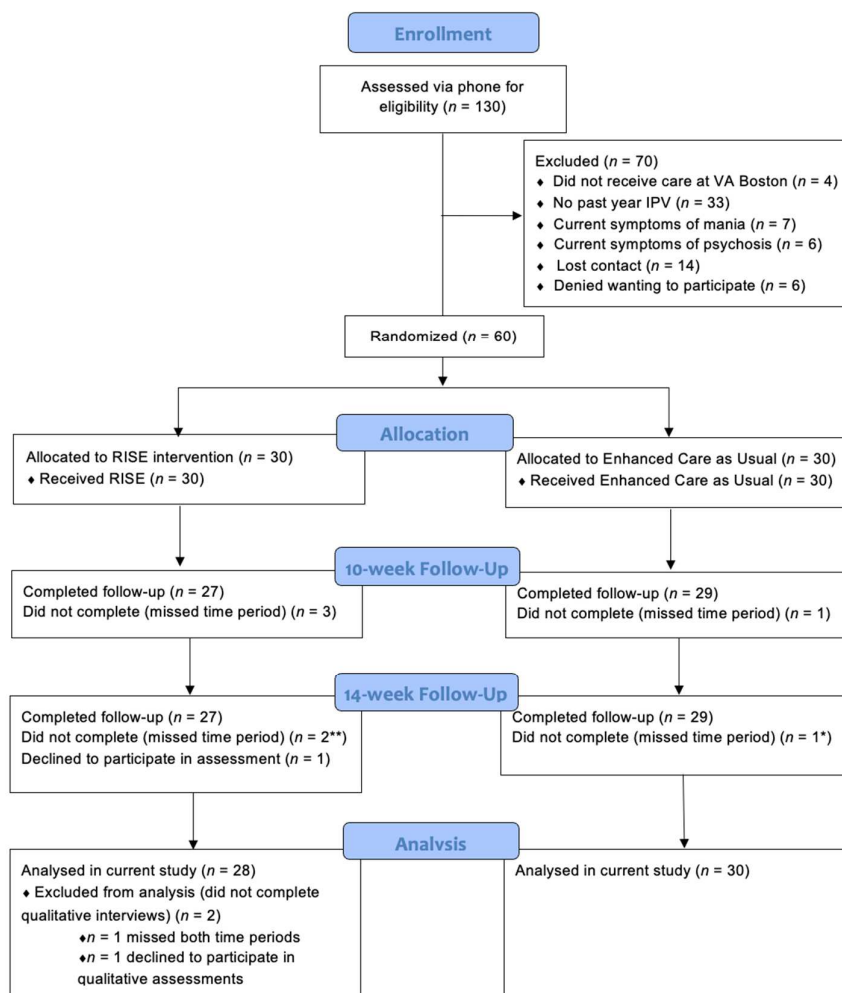 Enrollment
Assessed via phone for
eligibility (n = 130)
Excluded (n = 70)
♦ Did not receive care at VA Boston (n = 4)
♦ No past year IPV (n = 33)
♦ Current symptoms of mania (n = 7)
♦ Current symptoms of psychosis (n = 6)
♦ Lost contact (n = 14)
♦ Denied wanting to participate (n = 6)
Randomized (n = 60)
Allocation
Allocated to RISE intervention (n = 30)
♦ Received RISE (n = 30)
Allocated to Enhanced Care as Usual (n = 30)
♦ Received Enhanced Care as Usual (n = 30)
10-week Follow-Up
Completed follow-up (n = 27)
Did not complete (missed time period) (n = 3)
Completed follow-up (n = 29)
Did not complete (missed time period) (n = 1)
14-week Follow-Up
Completed follow-up (n = 27)
Did not complete (missed time period) (n = 2**)
Declined to participate in assessment (n = 1)
Completed follow-up (n = 29)
Did not complete (missed time period) (n = 1*)
Analysis
Analysed in current study (n = 28)
♦ Excluded from analysis (did not complete
qualitative interviews) (n = 2)
♦n = 1 missed both time periods
♦n = 1 declined to participate in
qualitative assessments
Analysed in current study (n = 30)